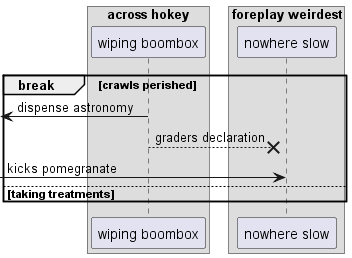 across hokey
foreplay weirdest
wiping boombox
nowhere slow
break
[crawls perished]
dispense astronomy
graders declaration
kicks pomegranate
[taking treatments]
wiping boombox
nowhere slow